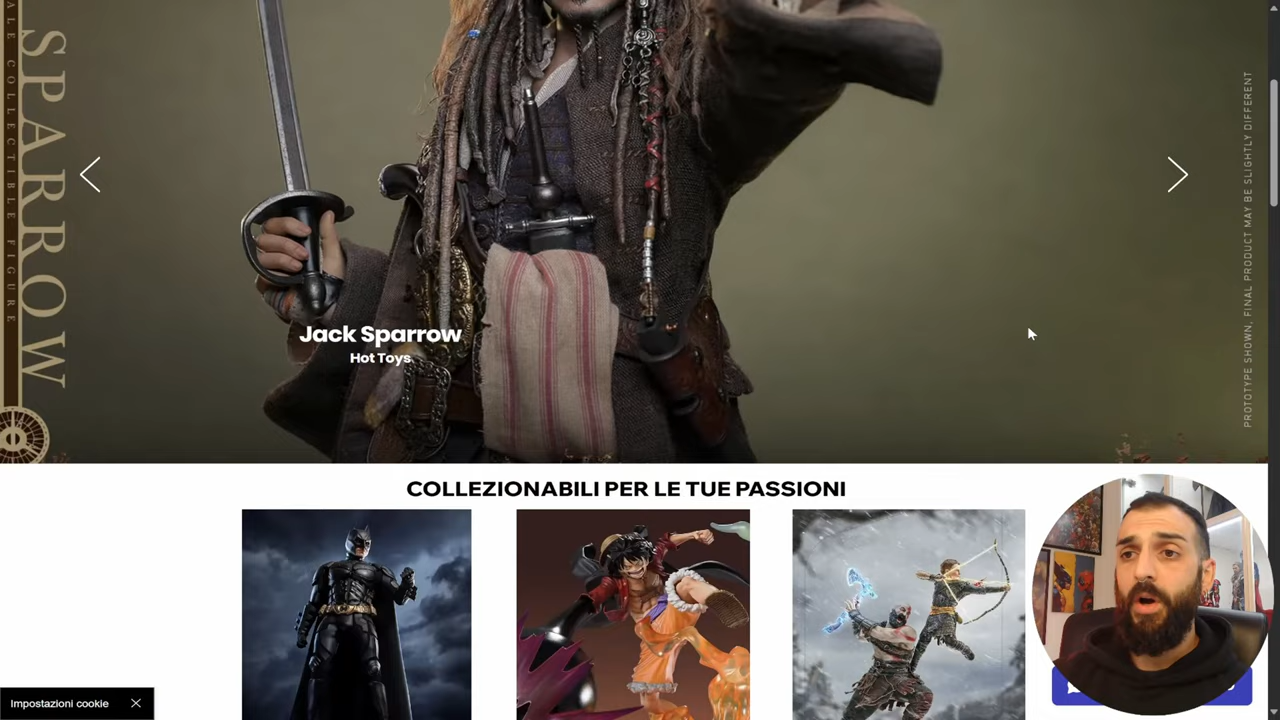 SPARROW
ALE COLLECTIBLE FIGURE
PROTOTYPE SHOWN, FINAL PRODUCT MAY BE SLIGHTLY DIFFERENT
Jack Sparrow
Hot Toys
COLLEZIONABILI PER LE TUE PASSIONI
Impostazioni cookie